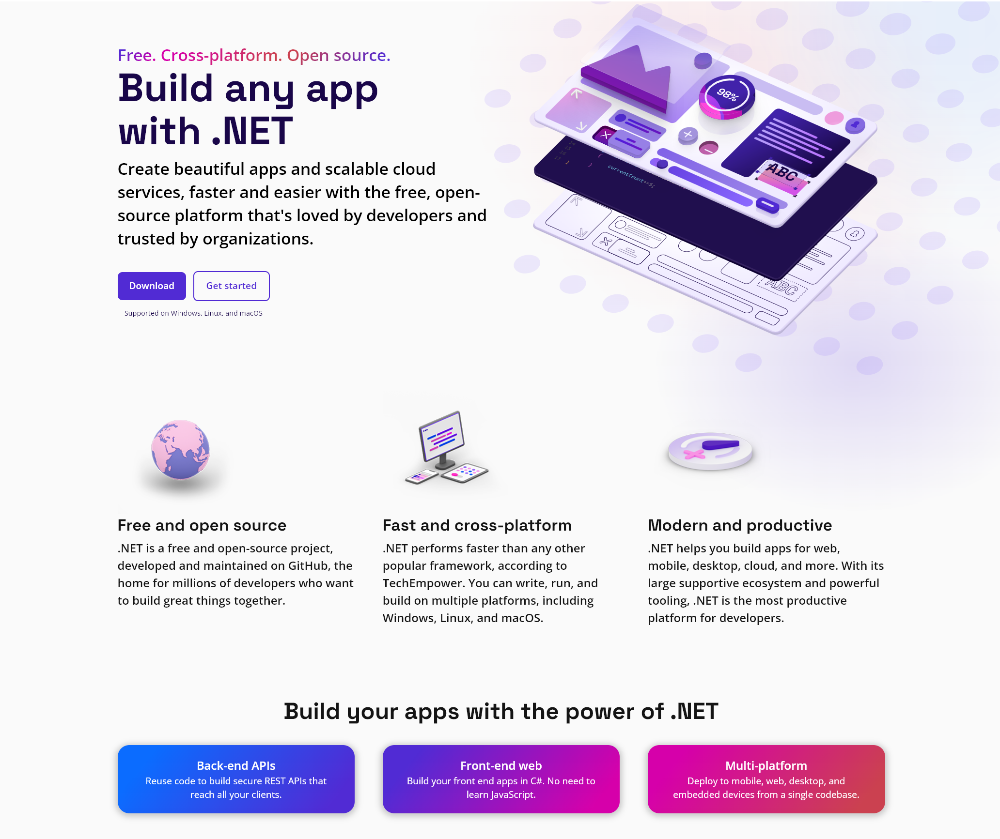 Free. Cross-platform. Open source.
Build any app
with .NET
Create beautiful apps and scalable cloud
services, faster and easier with the free, open-
source platform that's loved by developers and
trusted by organizations.
Download
Get started
Supported on Windows, Linux, and macOS
98%
ABC
14
15
16
{
17
}
}
currentCount+=5;
ABC
Free and open source
.NET is a free and open-source project,
developed and maintained on GitHub, the
home for millions of developers who want
to build great things together.
Fast and cross-platform
.NET performs faster than any other
popular framework, according to
TechEmpower. You can write, run, and
build on multiple platforms, including
Windows, Linux, and macOS.
Modern and productive
.NET helps you build apps for web,
mobile, desktop, cloud, and more. With its
large supportive ecosystem and powerful
tooling, .NET is the most productive
platform for developers.
Build your apps with the power of .NET
Back-end APIs
Reuse code to build secure REST APIs that
reach all your clients.
Front-end web
Build your front end apps in C#. No need to
learn JavaScript.
Multi-platform
Deploy to mobile, web, desktop, and
embedded devices from a single codebase.